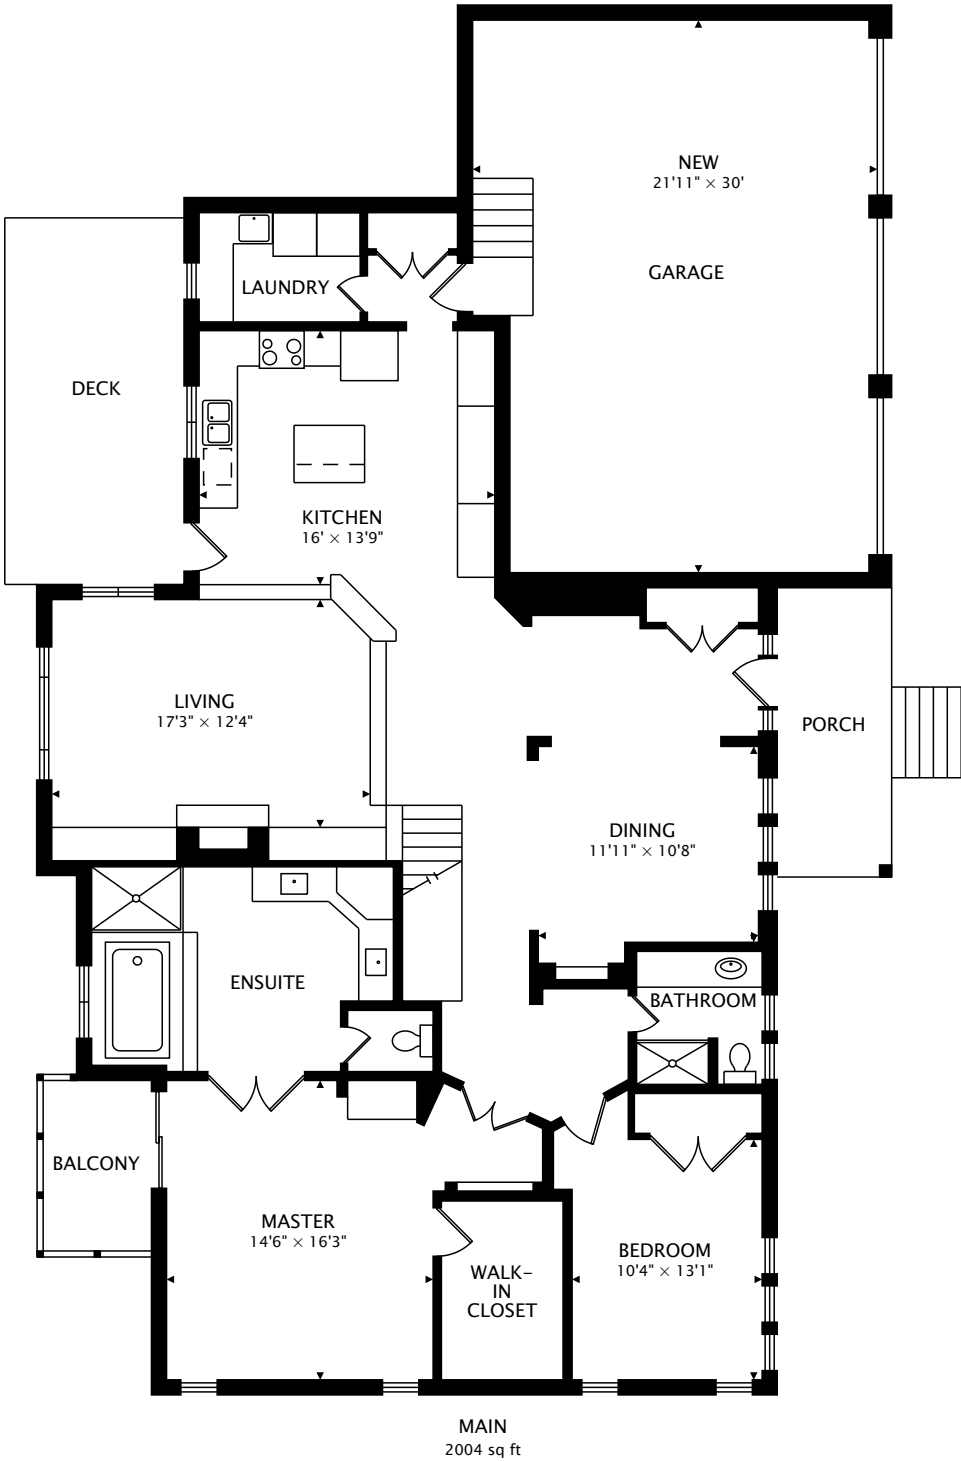 NEW
21'11" × 30'
GARAGE
LAUNDRY
DECK
KITCHEN
16' × 13'9"
LIVING
17'3" × 12'4"
PORCH
DINING
11'11" × 10'8"
ENSUITE
BATHROOM
BALCONY
MASTER
14'6" × 16'3"
WALK-
IN
CLOSET
BEDROOM
10'4" × 13'1"
MAIN
2004 sq ft